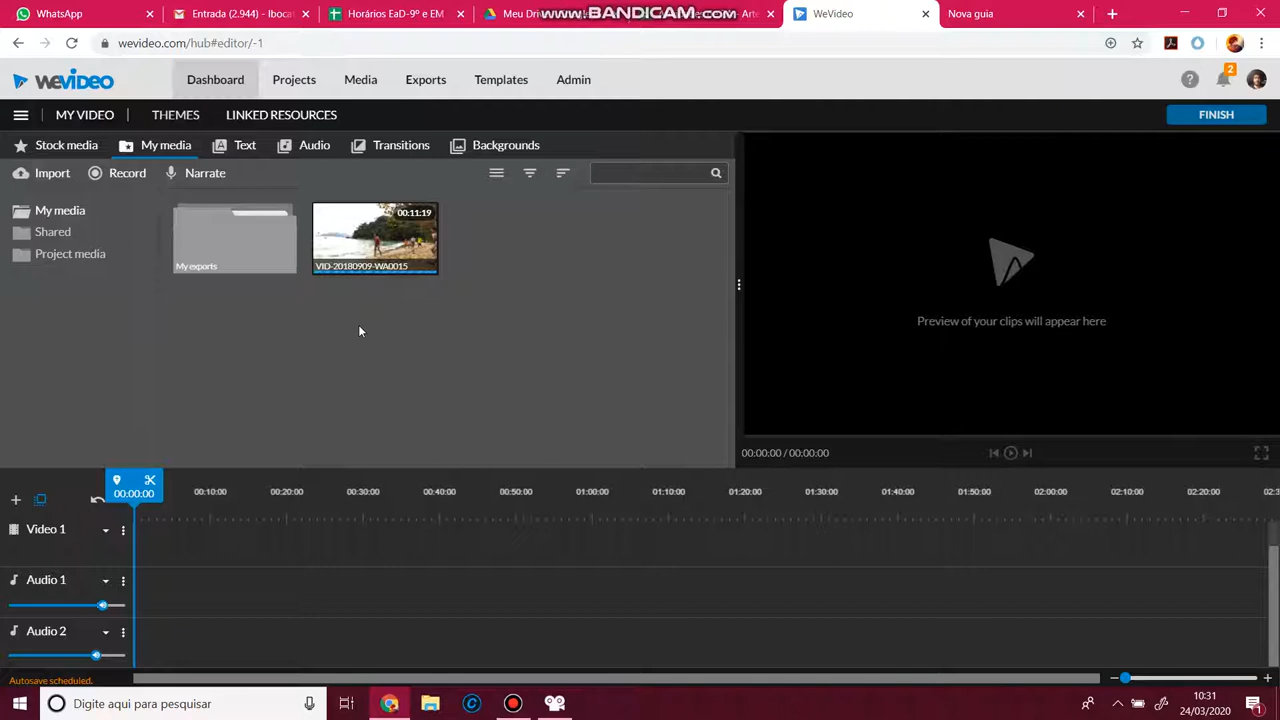 WhatsApp
Entrada (2.944) - lbocat
Horários EaD-9º e EM
Meu Dri
www.BANDICAM.com
- Arte
WeVideo
Nova guia
wevideo.com/hub#editor/-1
wevideo
Dashboard
Projects
Media
Exports
Templates
Admin
2
MY VIDEO
THEMES
LINKED RESOURCES
FINISH
Stock media
My media
Text
Audio
Transitions
Backgrounds
Import
Record
Narrate
My media
Shared
Project media
My exports
00:11:19
VID-20180909-WA0015
Preview of your clips will appear here
00:00:00 / 00:00:00
00:00:00
00:10:00
00:20:00
00:30:00
00:40:00
00:50:00
01:00:00
01:10:00
01:20:00
01:30:00
01:40:00
01:50:00
02:00:00
02:10:00
02:20:00
02:3
Video 1
Audio 1
Audio 2
Autosave scheduled.
Digite aqui para pesquisar
10:31
24/03/2020
1